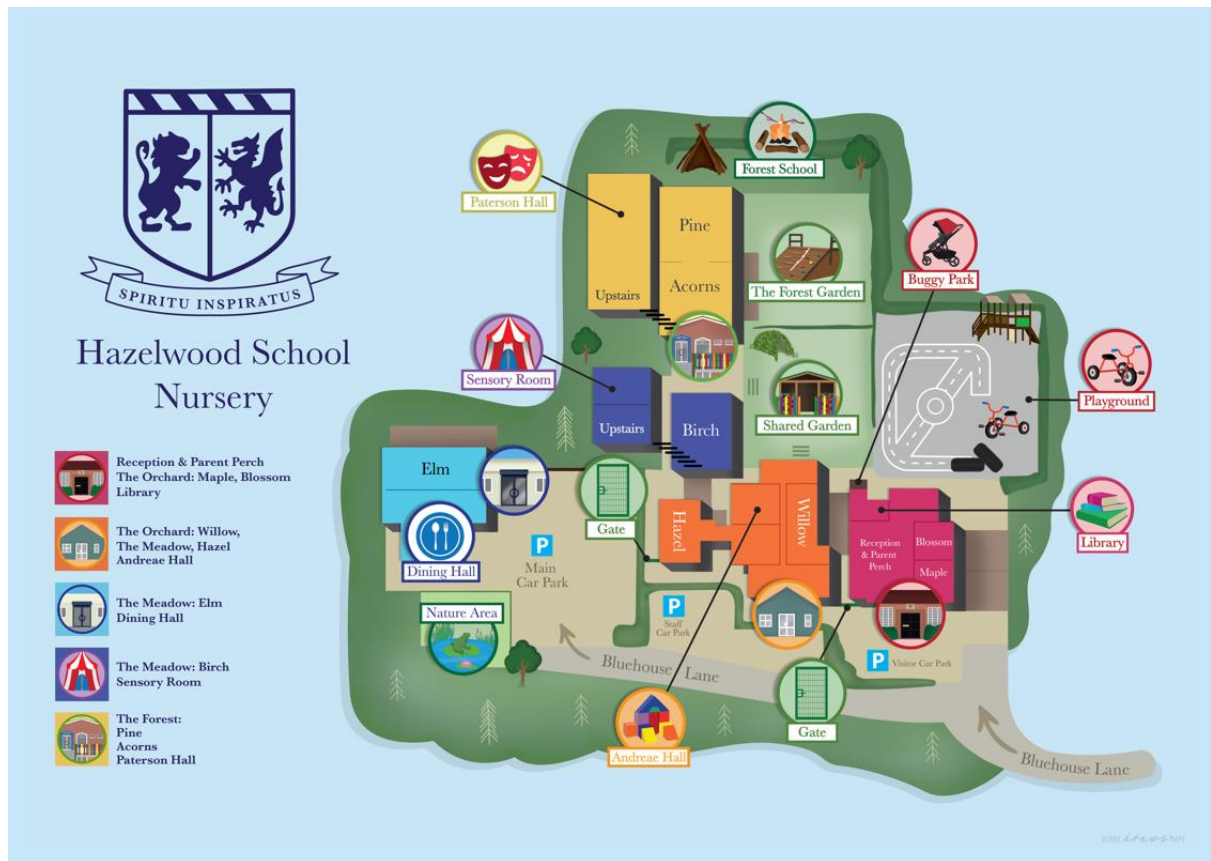 SPIRITU INSPIRATUS
Hazelwood School
Nursery
Reception & Parent Perch
The Orchard: Maple, Blossom
Library
The Orchard: Willow,
The Meadow, Hazel
Andreae Hall
The Meadow: Elm
Dining Hall
The Meadow: Birch
Sensory Room
The Forest:
Pine
Acorns
Paterson Hall
Forest School
Paterson Hall
Pine
Acorns
Upstairs
The Forest Garden
Buggy Park
Sensory Room
Upstairs
Birch
Shared Garden
Playground
Elm
Gate
Hazel
Willow
Reception
& Parent
Perch
Blossom
Maple
Library
Dining Hall
P
Main
Car Park
Nature Area
P
Staff
Car Park
P
Visitor Car Park
Bluehouse Lane
Andreae Hall
Gate
Bluehouse Lane
draws